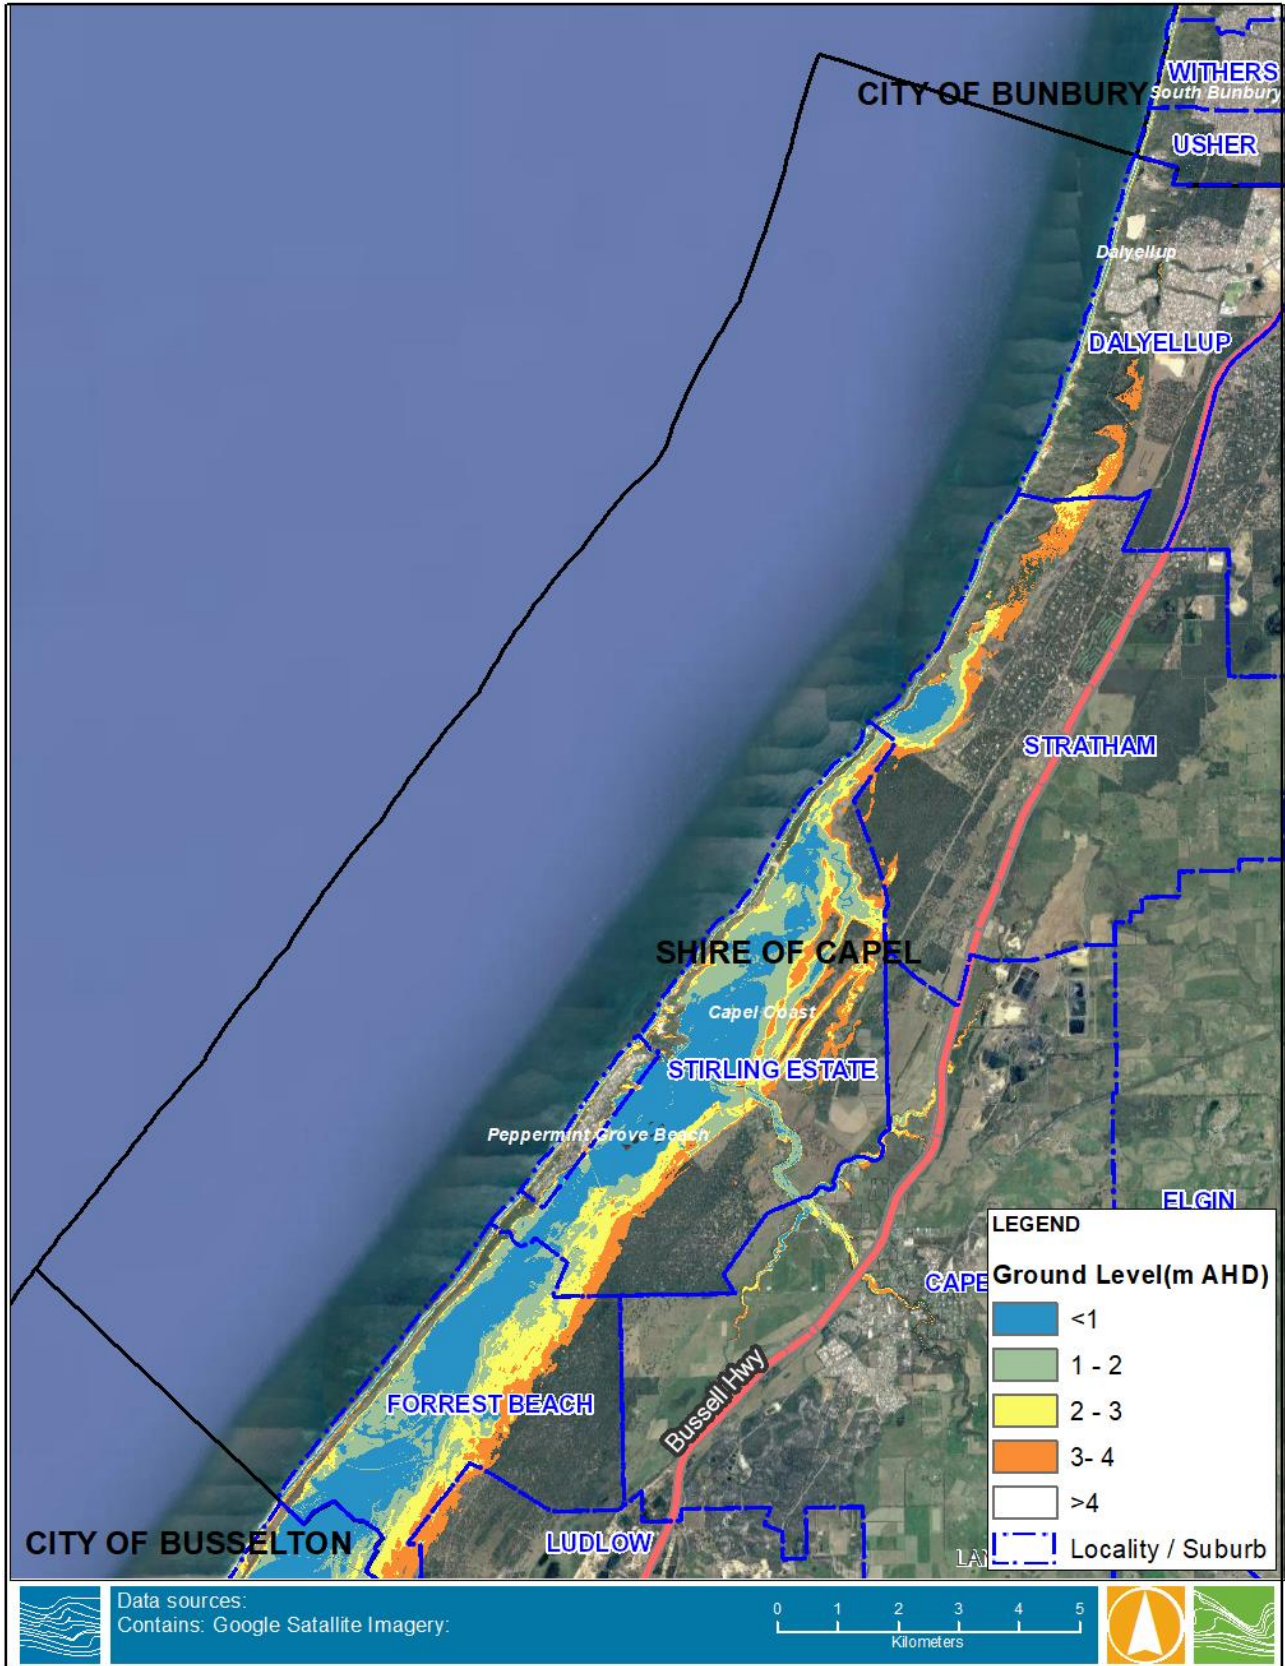 WITHERS
CITY OF BUNBURY
South Bunbury
USHER
Dalyellup
DALYELLUP
STRATHAM
SHIRE OF CAPEL
Capel Coast
STIRLING ESTATE
Peppermint Grove Beach
ELGIN
CAPE
FORREST BEACH
Bussell Hwy
CITY OF BUSSELTON
LUDLOW
LEGEND
Ground Level(m AHD)
<1
1 - 2
2 - 3
3- 4
>4
Locality / Suburb
Data sources:
Contains: Google Satallite Imagery:
0 1 2 3 4 5
Kilometers